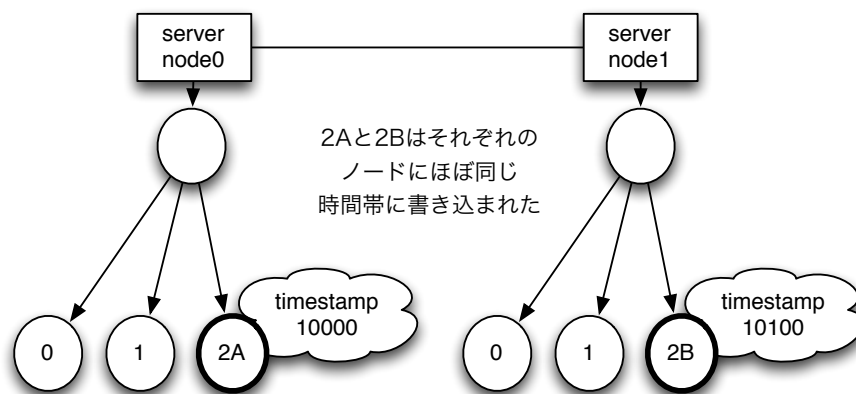 server
node0
server
node1
2Aと2Bはそれぞれの
ノードにほぼ同じ
時間帯に書き込まれた
timestamp
10000
timestamp
10100
0
1
2A
0
1
2B